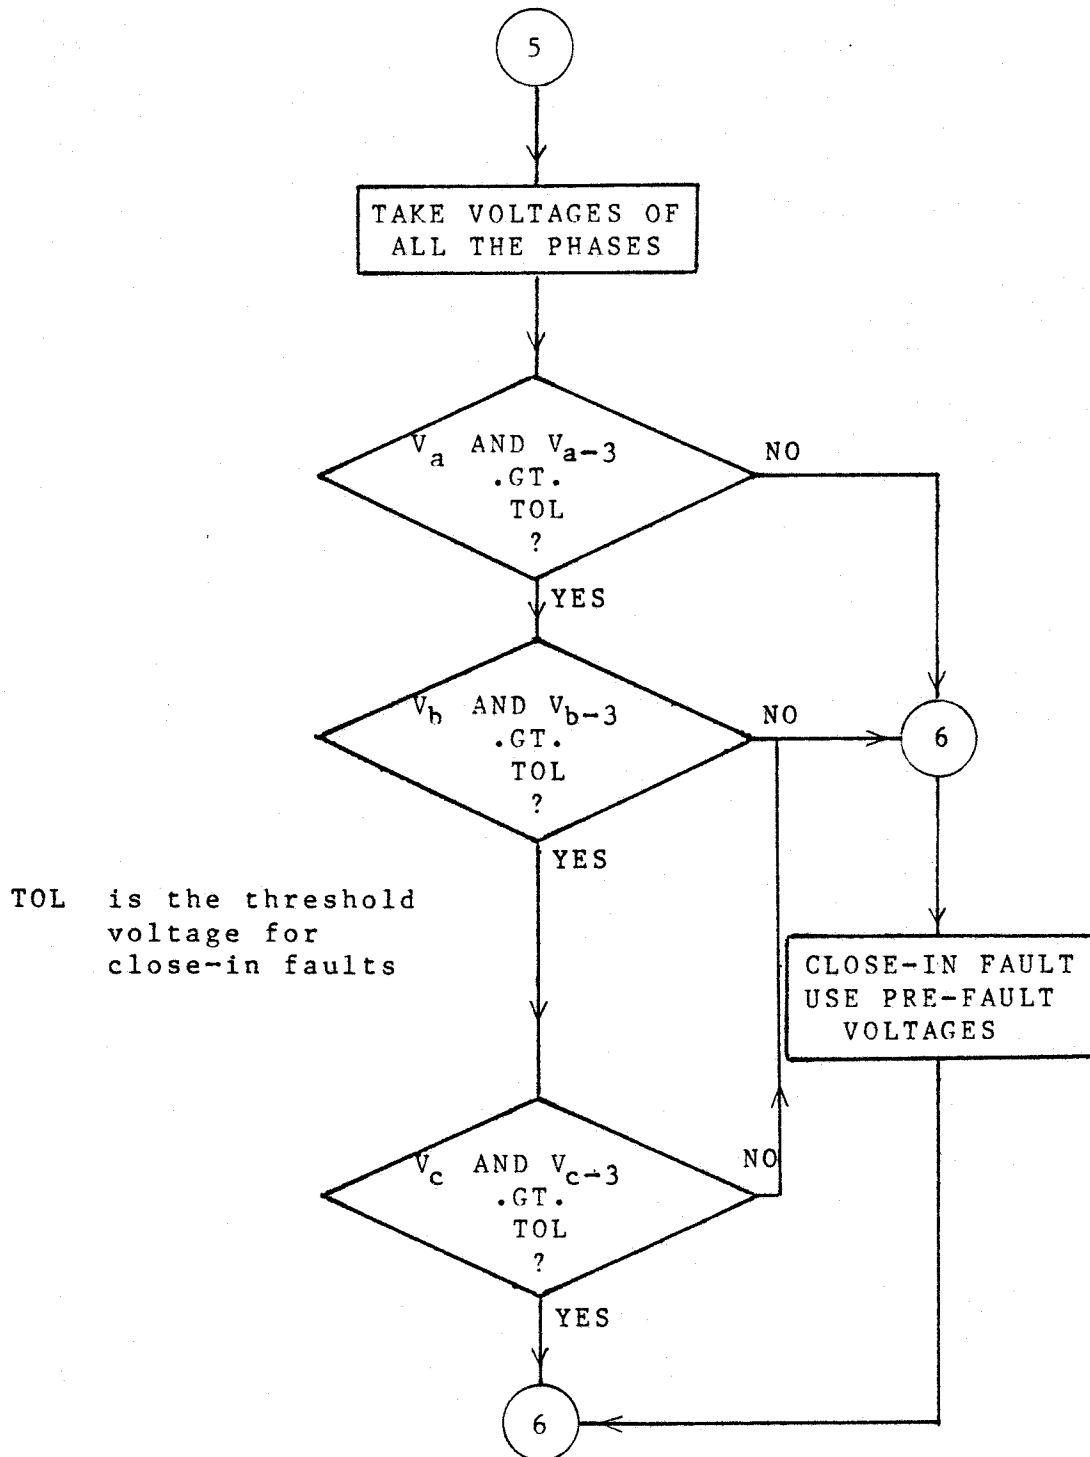 5
TAKE VOLTAGES OF
ALL THE PHASES
Va AND Va-3
.GT.
TOL
?
NO
YES
Vb AND Vb-3
.GT.
TOL
?
NO
6
YES
TOL is the threshold
voltage for
close-in faults
CLOSE-IN FAULT
USE PRE-FAULT
VOLTAGES
Vc AND Vc-3
.GT.
TOL
?
NO
YES
6